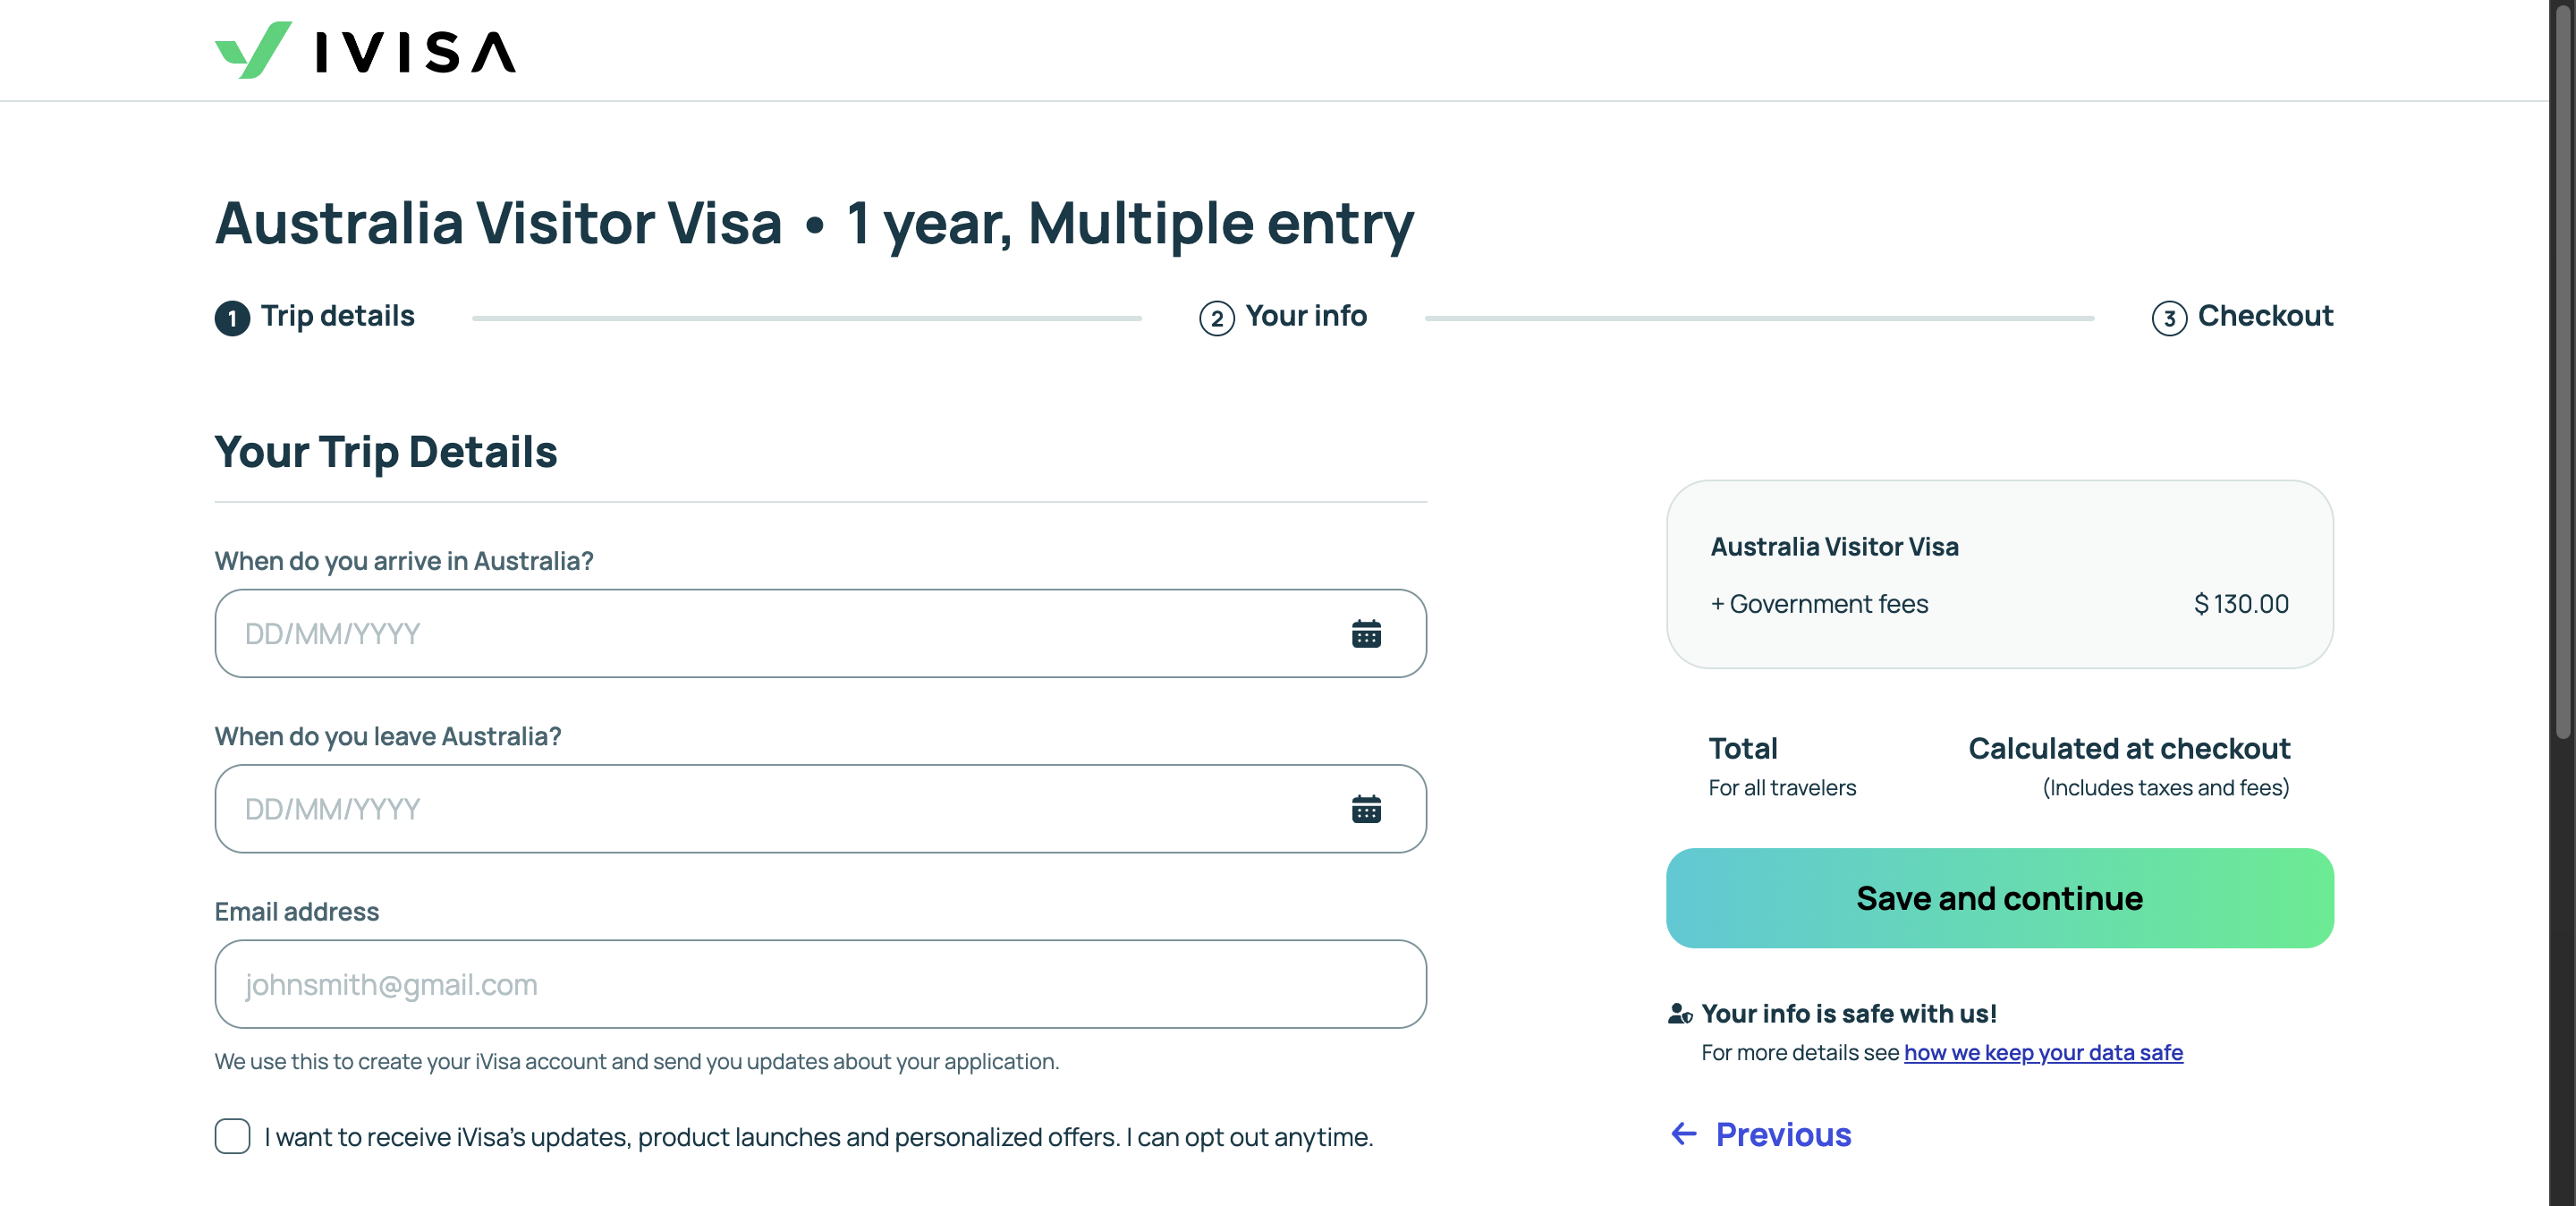 IVISA
Australia Visitor Visa • 1 year, Multiple entry
1 Trip details
2 Your info
3 Checkout
Your Trip Details
When do you arrive in Australia?
DD/MM/YYYY
When do you leave Australia?
DD/MM/YYYY
Email address
johnsmith@gmail.com
We use this to create your iVisa account and send you updates about your application.
I want to receive iVisa's updates, product launches and personalized offers. I can opt out anytime.
Australia Visitor Visa
+ Government fees $ 130.00
Total Calculated at checkout
For all travelers (Includes taxes and fees)
Save and continue
Your info is safe with us!
For more details see how we keep your data safe
← Previous